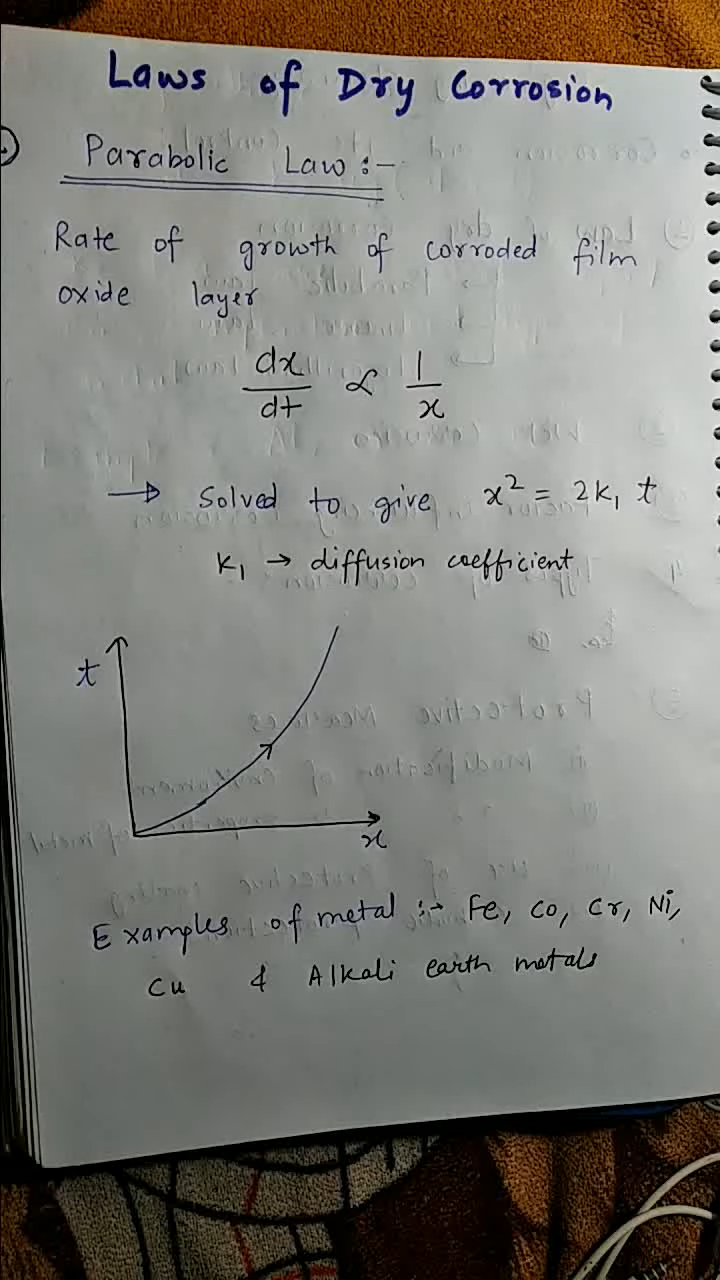 Laws of Dry Corrosion
Parabolic Law :-
Rate of growth of corroded film
oxide layer
dx/dt ∝ 1/x
→ Solved to give x² = 2k₁ t
k₁ → diffusion coefficient
t
x
Examples of metal :→ Fe, Co, Cr, Ni,
Cu & Alkali earth metals